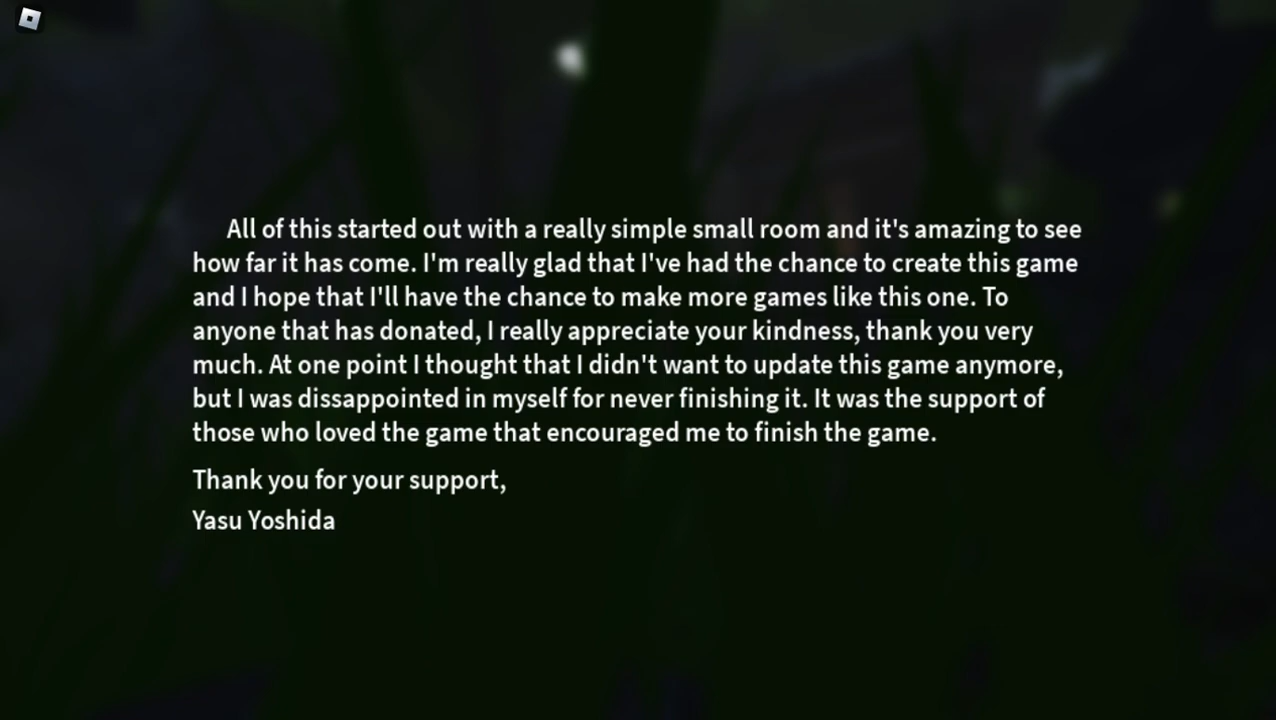 All of this started out with a really simple small room and it's amazing to see
how far it has come. I'm really glad that I've had the chance to create this game
and I hope that I'll have the chance to make more games like this one. To
anyone that has donated, I really appreciate your kindness, thank you very
much. At one point I thought that I didn't want to update this game anymore,
but I was dissappointed in myself for never finishing it. It was the support of
those who loved the game that encouraged me to finish the game.
Thank you for your support,
Yasu Yoshida